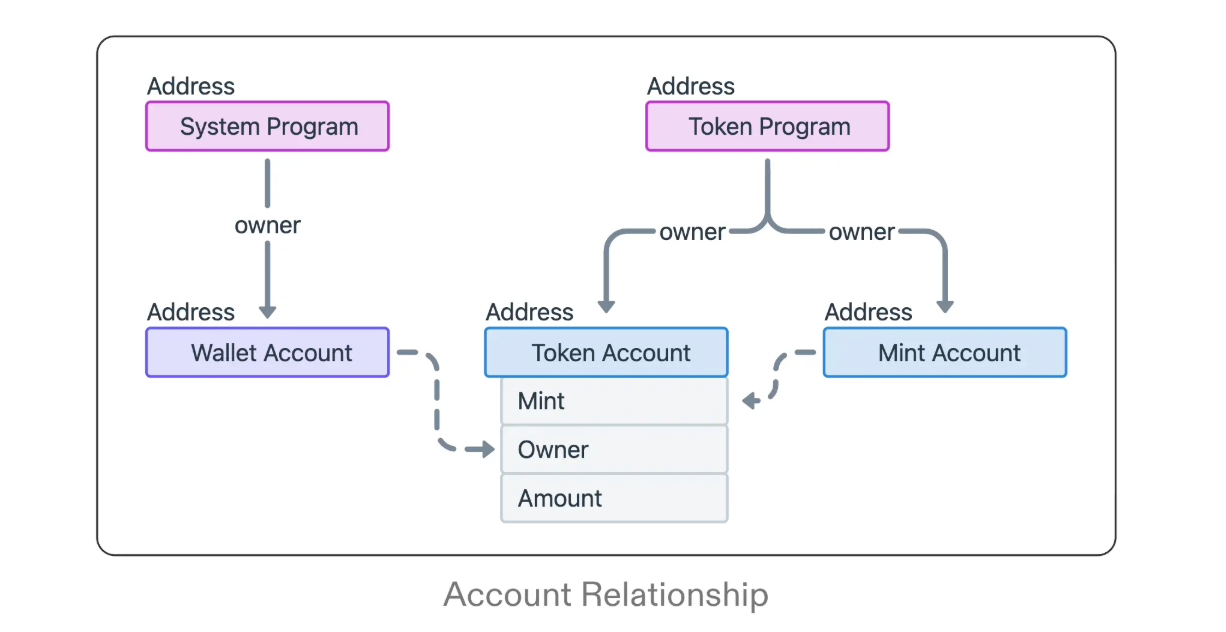 Address
System Program
owner
Address
Token Program
owner
owner
Address
Wallet Account
Address
Token Account
Mint
Owner
Amount
Address
Mint Account
Account Relationship